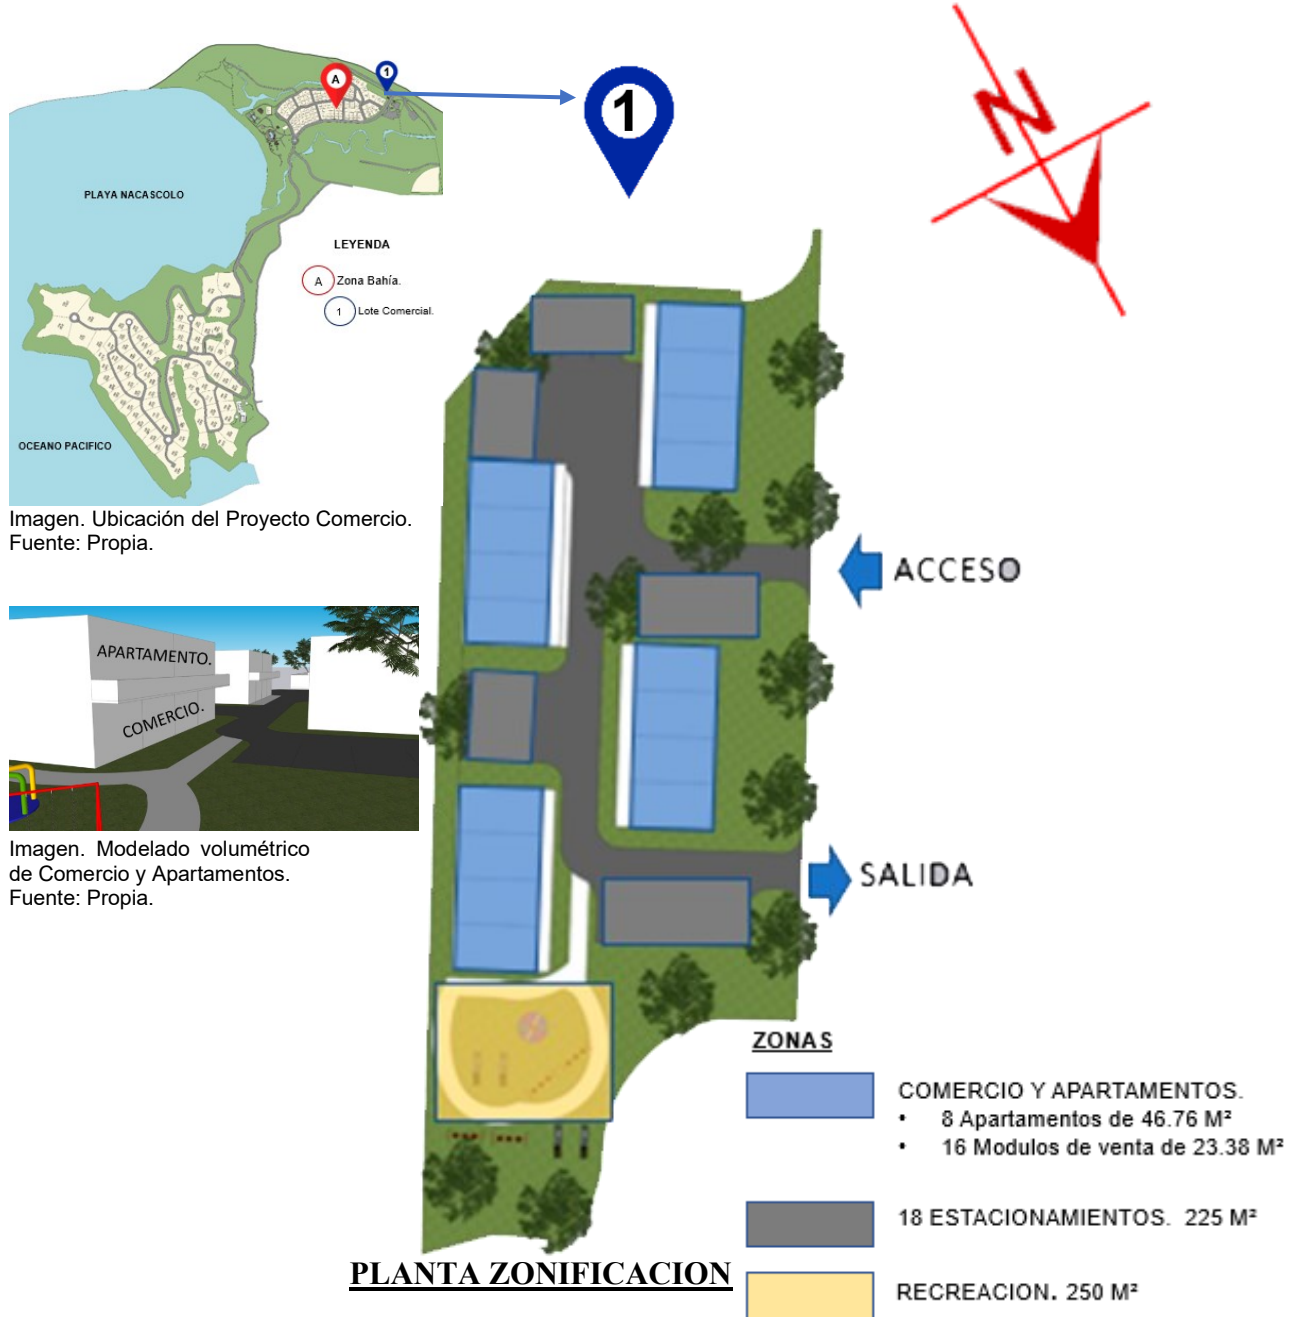 A
1
PLAYA NACASCOLO
LEYENDA
A Zona Bahía.
1 Lote Comercial.
OCEANO PACIFICO
Imagen. Ubicación del Proyecto Comercio.
Fuente: Propia.
1
N
APARTAMENTO.
COMERCIO.
Imagen. Modelado volumétrico
de Comercio y Apartamentos.
Fuente: Propia.
ACCESO
SALIDA
ZONAS
COMERCIO Y APARTAMENTOS.
• 8 Apartamentos de 46.76 M²
• 16 Modulos de venta de 23.38 M²
18 ESTACIONAMIENTOS. 225 M²
RECREACION. 250 M²
PLANTA ZONIFICACION